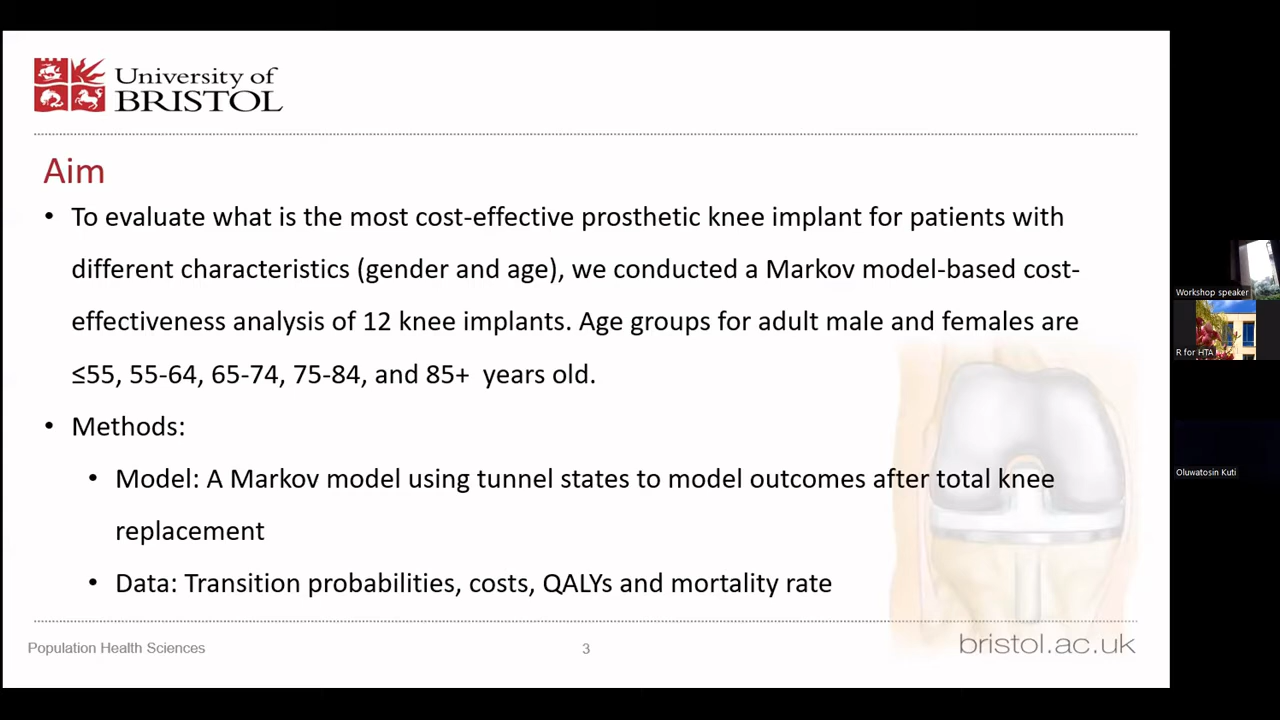 University of
BRISTOL
Aim
• To evaluate what is the most cost-effective prosthetic knee implant for patients with
different characteristics (gender and age), we conducted a Markov model-based cost-
effectiveness analysis of 12 knee implants. Age groups for adult male and females are
≤55, 55-64, 65-74, 75-84, and 85+  years old.
• Methods:
• Model: A Markov model using tunnel states to model outcomes after total knee
replacement
• Data: Transition probabilities, costs, QALYs and mortality rate
Population Health Sciences
3
bristol.ac.uk
Workshop speaker
R for HTA
Oluwatosin Kuti